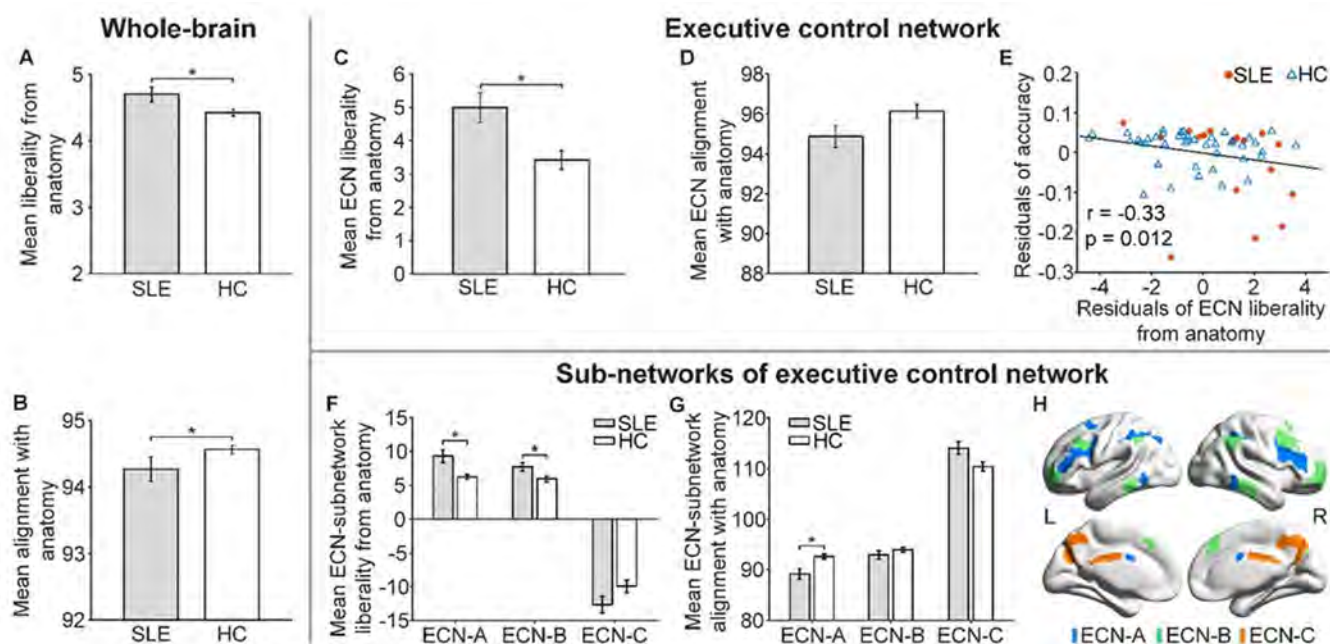 Whole-brain
Executive control network
A
Mean liberality from
anatomy
5
4
3
2
*
SLE
HC
C
Mean ECN liberality
from anatomy
6
5
4
3
2
1
0
*
SLE
HC
D
Mean ECN alignment
with anatomy
98
96
94
92
90
88
SLE
HC
E
SLE
HC
Residuals of accuracy
0.2
0.1
0
-0.1
-0.2
-0.3
r = -0.33
p = 0.012
-4
-2
0
2
4
Residuals of ECN liberality
from anatomy
Sub-networks of executive control network
B
Mean alignment with
anatomy
95
94
93
92
*
SLE
HC
F
Mean ECN-subnetwork
liberality from anatomy
15
10
5
0
-5
-10
-15
*
*
SLE
HC
ECN-A
ECN-B
ECN-C
G
Mean ECN-subnetwork
alignment with anatomy
120
110
100
90
80
*
SLE
HC
ECN-A
ECN-B
ECN-C
H
L
R
ECN-A
ECN-B
ECN-C